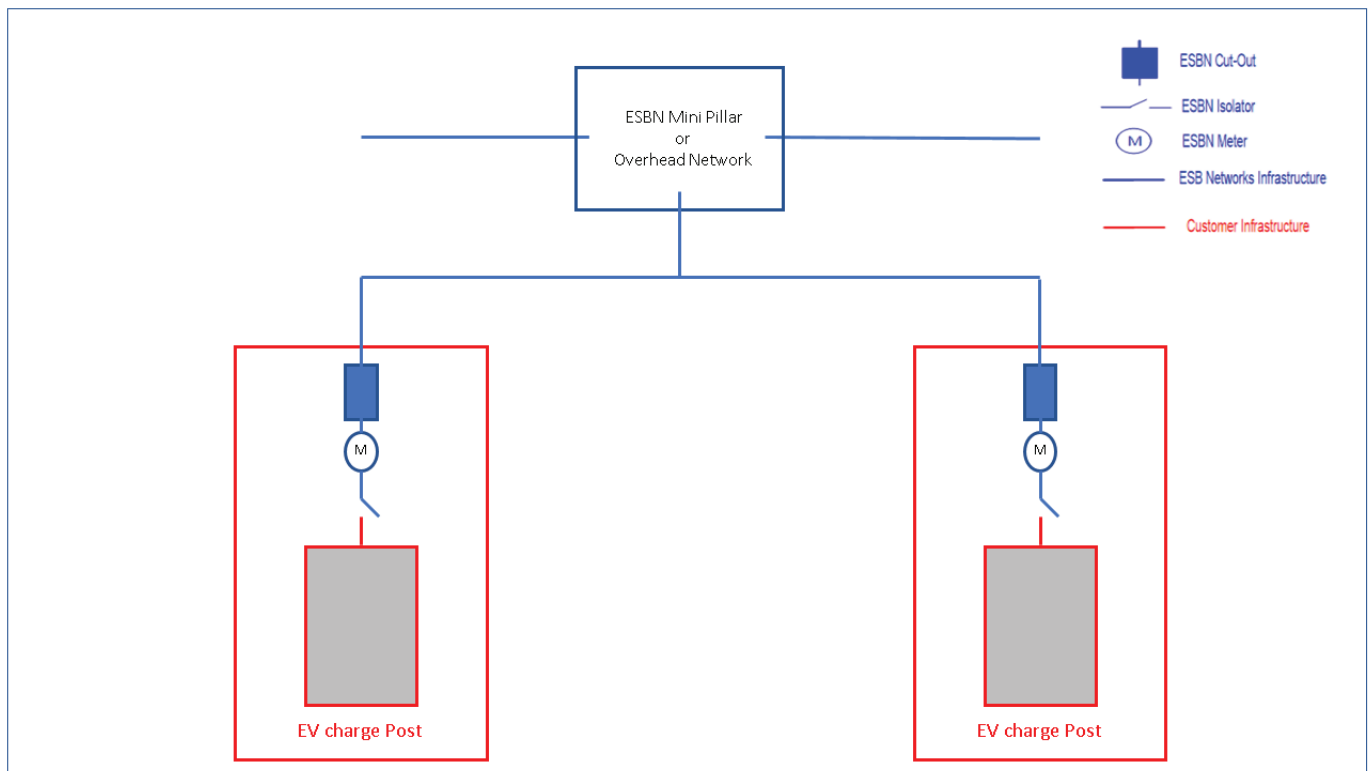 ESBN Mini Pillar
or
Overhead Network
ESBN Cut-Out
ESBN Isolator
M
ESBN Meter
ESB Networks Infrastructure
Customer Infrastructure
M
M
EV charge Post
EV charge Post